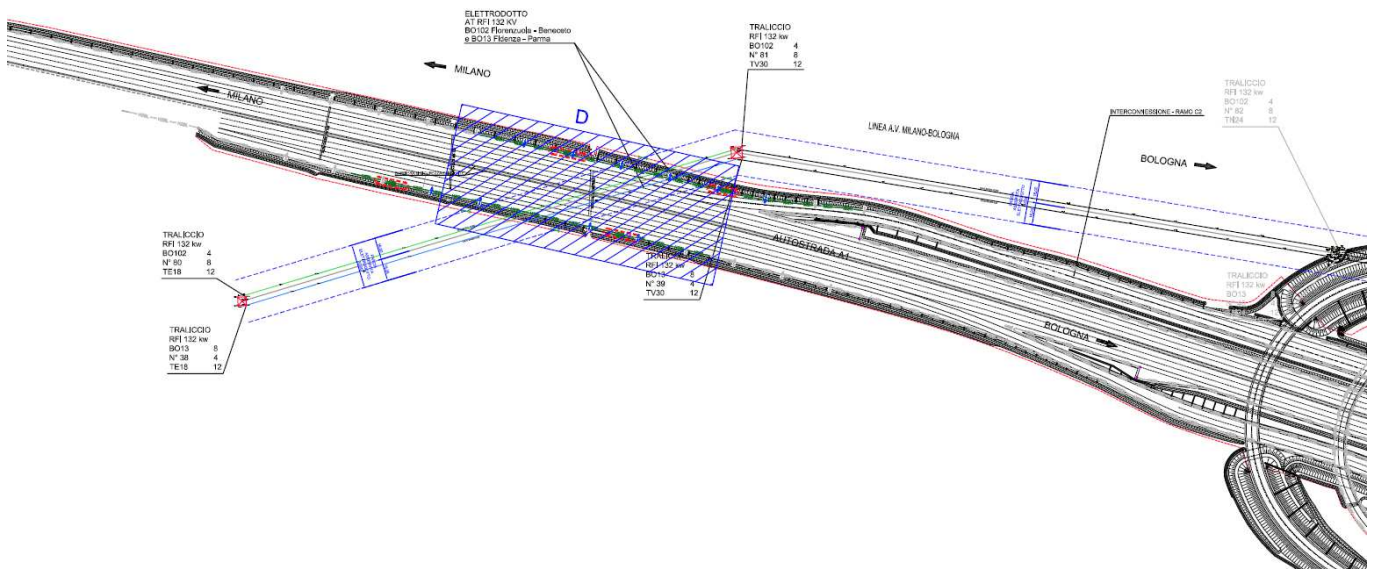 ELETTRODOTTO
AT RFI 132 KV
BO102 Fiorenzuola - Beneceto
e BO13 Fidenza - Parma
TRALICCIO
RFI 132 kw
BO102 4
N° 81 8
TV30 12
MILANO
MILANO
D
TRALICCIO
RFI 132 kw
BO102 4
N° 82 8
TN24 12
INTERCONNESSIONE - RAMO C2
LINEA A.V. MILANO-BOLOGNA
BOLOGNA
TRALICCIO
RFI 132 kw
BO102 4
N° 80 8
TE18 12
AUTOSTRADA A1
TRALICCIO
RFI 132 kw
BO13 8
N° 39 4
TV30 12
TRALICCIO
RFI 132 kw
BO13
BOLOGNA
TRALICCIO
RFI 132 kw
BO13 8
N° 38 4
TE18 12